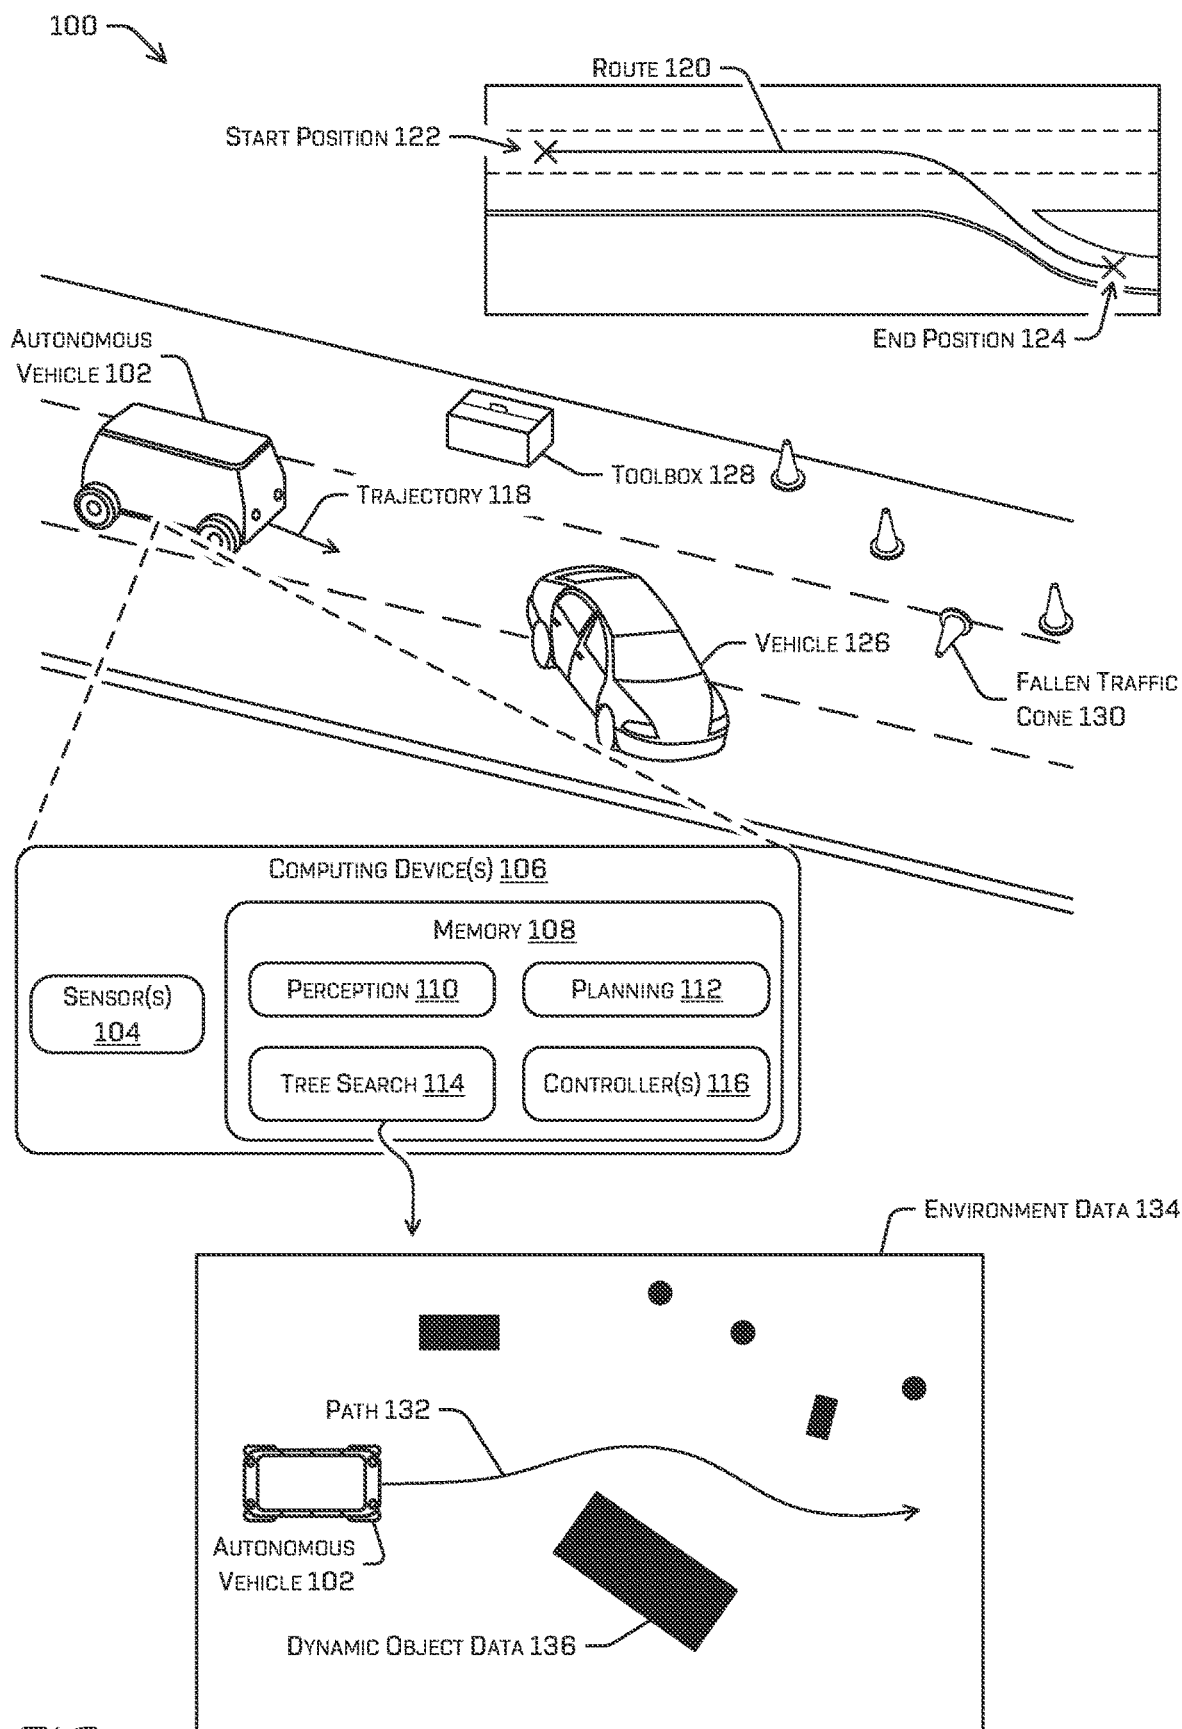 100
ROUTE 120
START POSITION 122
END POSITION 124
AUTONOMOUS
VEHICLE 102
TOOLBOX 128
TRAJECTORY 118
VEHICLE 126
FALLEN TRAFFIC
CONE 130
COMPUTING DEVICE(S) 106
MEMORY 108
SENSOR(S)
104
PERCEPTION 110
PLANNING 112
TREE SEARCH 114
CONTROLLER(S) 116
ENVIRONMENT DATA 134
PATH 132
AUTONOMOUS
VEHICLE 102
DYNAMIC OBJECT DATA 136